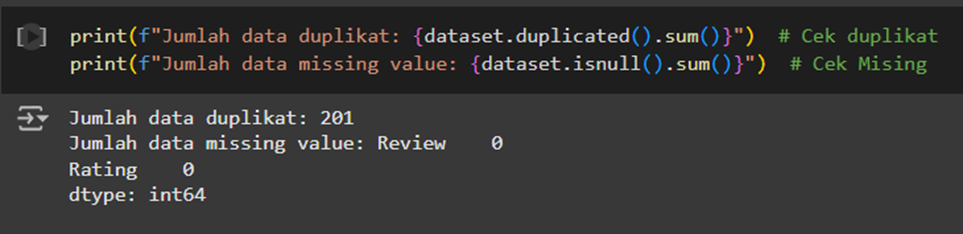 print(f"Jumlah data duplikat: {dataset.duplicated().sum()}")  # Cek duplikat
print(f"Jumlah data missing value: {dataset.isnull().sum()}")  # Cek Mising
Jumlah data duplikat: 201
Jumlah data missing value: Review    0
Rating    0
dtype: int64